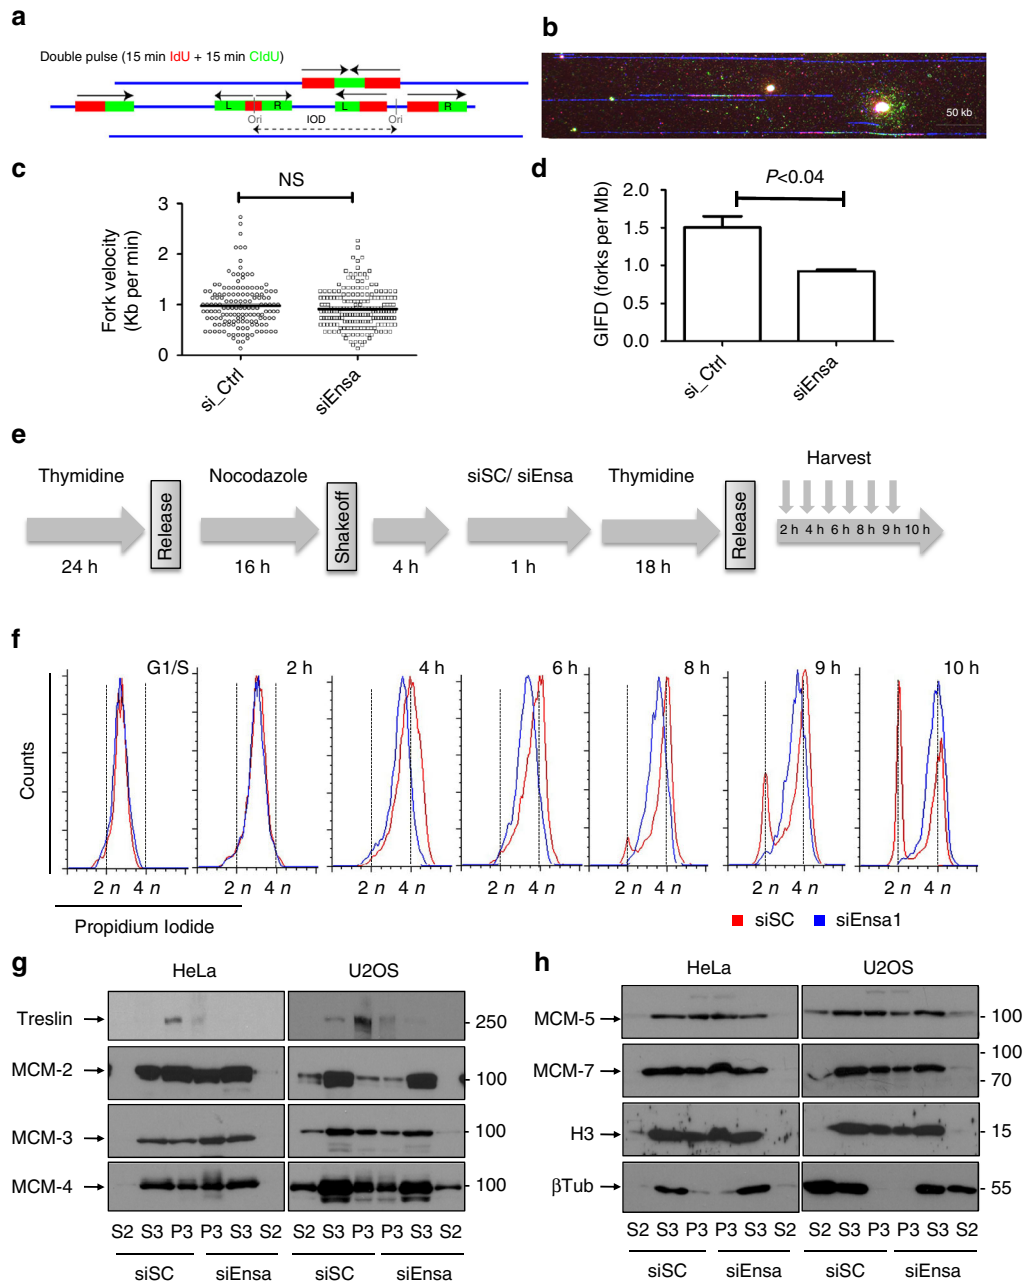 a
Double pulse (15 min IdU + 15 min CldU)
L
R
L
R
Ori
IOD
Ori
b
50 kb
c
NS
Fork velocity
(Kb per min)
3
2
1
0
si_Ctrl
siEnsa
d
P<0.04
GIFD (forks per Mb)
2.0
1.5
1.0
0.5
0.0
si_Ctrl
siEnsa
e
Thymidine
Release
Nocodazole
Shakeoff
siSC/ siEnsa
Thymidine
Release
Harvest
2 h 4 h 6 h 8 h 9 h 10 h
24 h
16 h
4 h
1 h
18 h
f
G1/S
2 h
4 h
6 h
8 h
9 h
10 h
Counts
2 n 4 n
2 n 4 n
2 n 4 n
2 n 4 n
2 n 4 n
2 n 4 n
2 n 4 n
Propidium Iodide
siSC siEnsa1
g
HeLa
U2OS
Treslin
250
MCM-2
100
MCM-3
100
MCM-4
100
S2 S3 P3 P3 S3 S2
S2 S3 P3 P3 S3 S2
siSC
siEnsa
siSC
siEnsa
h
HeLa
U2OS
MCM-5
100
MCM-7
100
70
H3
15
βTub
55
S2 S3 P3 P3 S3 S2
S2 S3 P3 P3 S3 S2
siSC
siEnsa
siSC
siEnsa